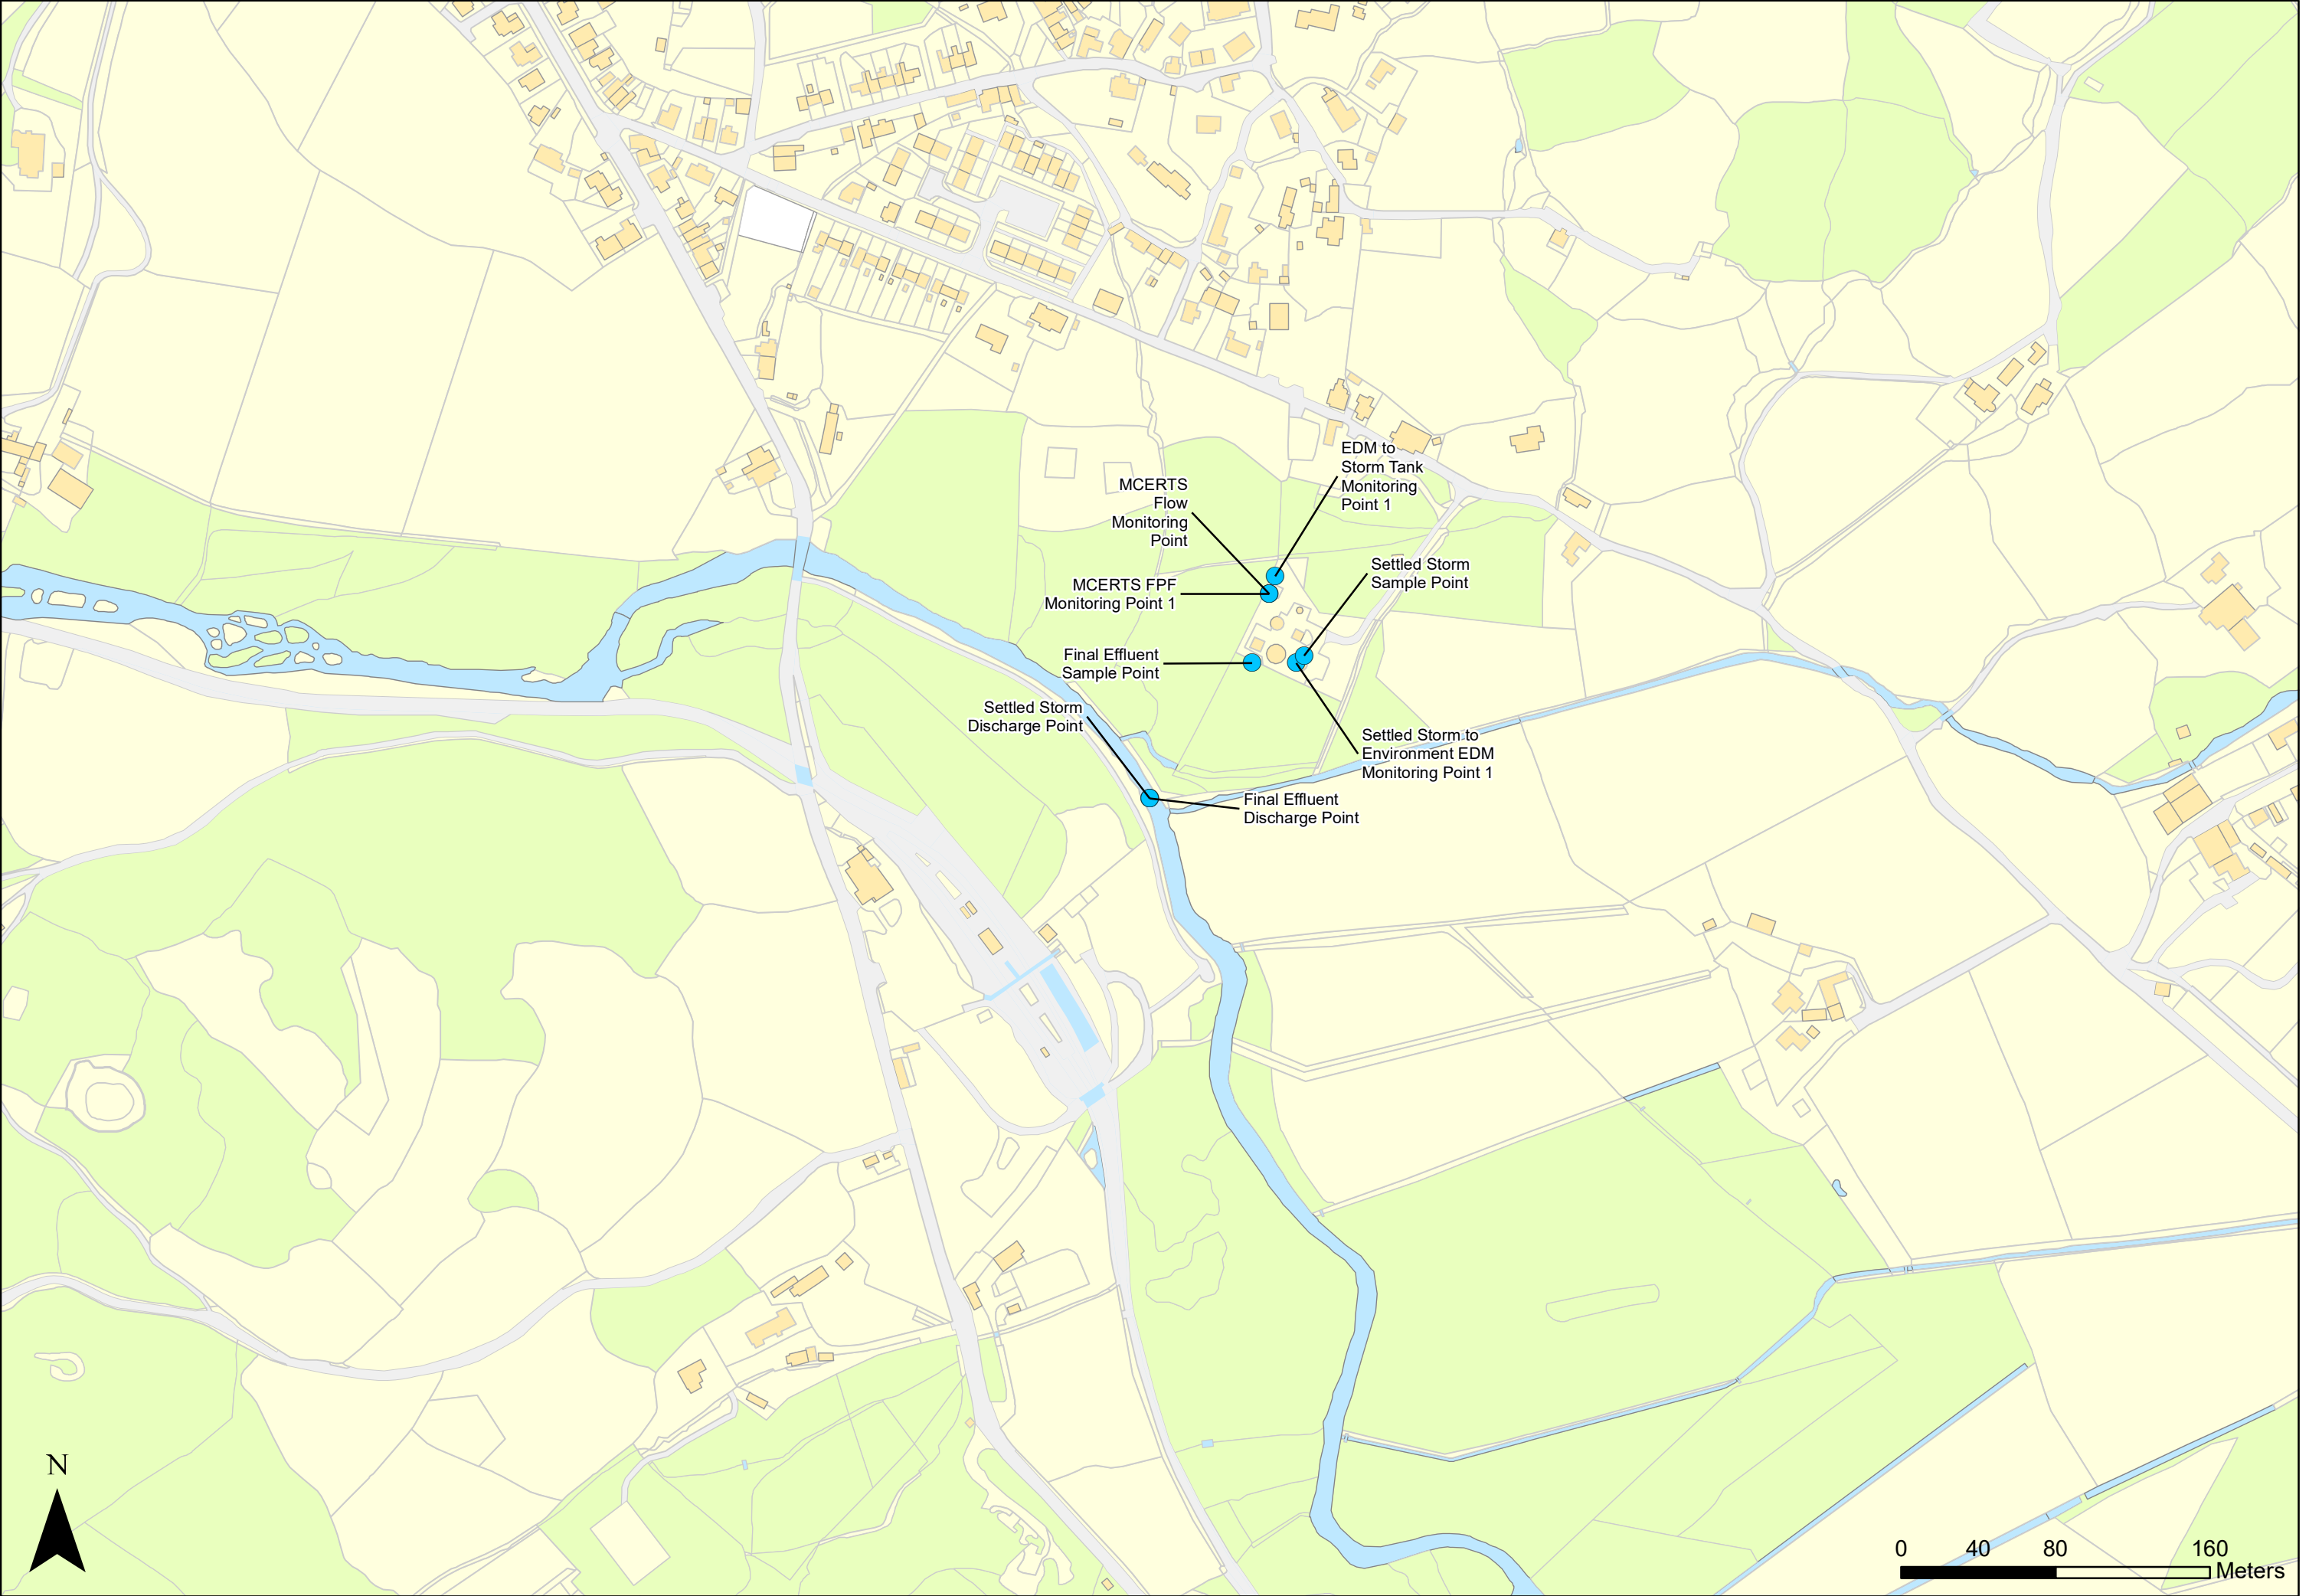 EDM to
Storm Tank
Monitoring
Point 1
MCERTS
Flow
Monitoring
Point
Settled Storm
Sample Point
MCERTS FPF
Monitoring Point 1
Final Effluent
Sample Point
Settled Storm
Discharge Point
Settled Storm to
Environment EDM
Monitoring Point 1
Final Effluent
Discharge Point
N
0 40 80 160
Meters